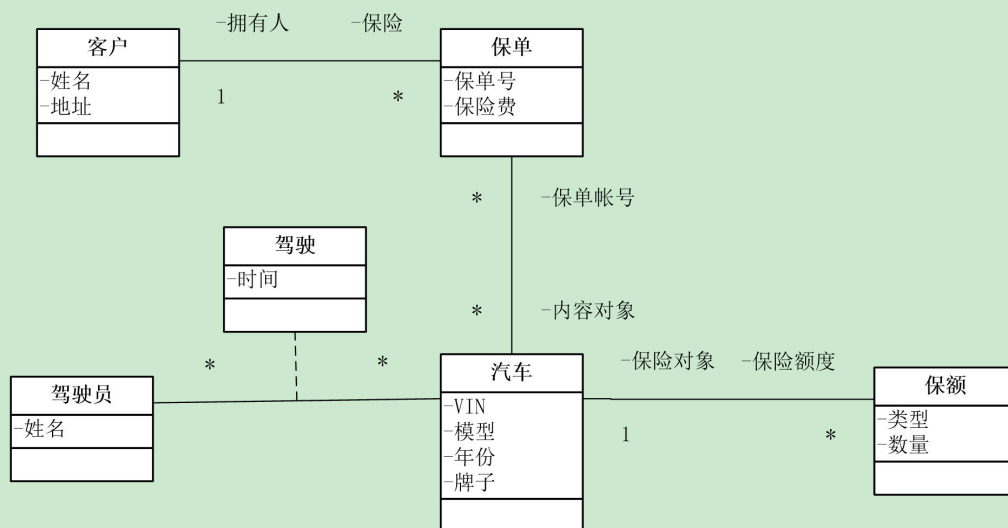 -拥有人
-保险
客户
-姓名
-地址
1
*
保单
-保单号
-保险费
*
-保单帐号
驾驶
-时间
*
-内容对象
*
*
驾驶员
-姓名
汽车
-VIN
-模型
-年份
-牌子
-保险对象
-保险额度
1
*
保额
-类型
-数量